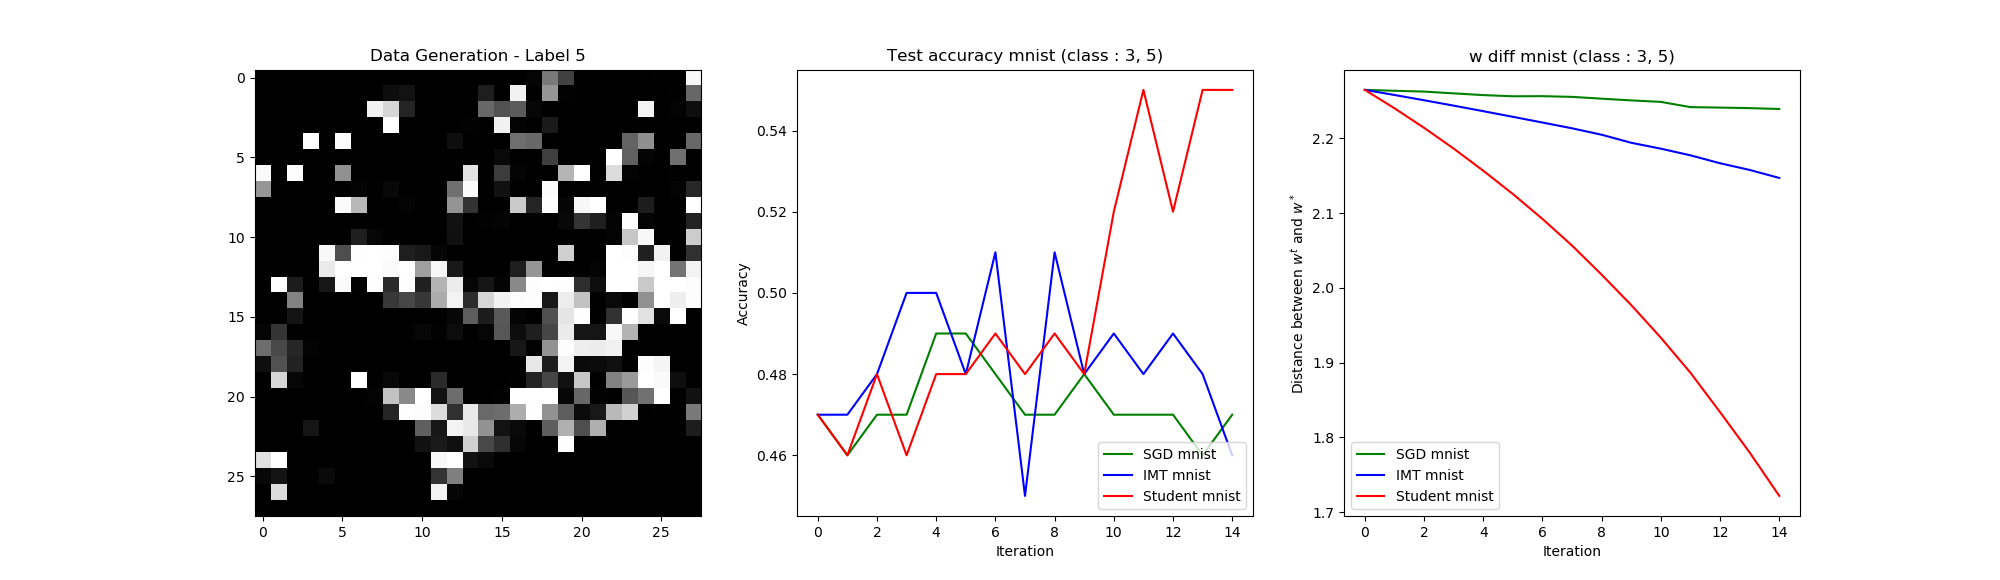 Data Generation - Label 5
0
5
10
15
20
25
0 5 10 15 20 25
Test accuracy mnist (class : 3, 5)
Accuracy
0.54
0.52
0.50
0.48
0.46
SGD mnist
IMT mnist
Student mnist
0 2 4 6 8 10 12 14
Iteration
w diff mnist (class : 3, 5)
Distance between w^t and w^*
2.2
2.1
2.0
1.9
1.8
1.7
SGD mnist
IMT mnist
Student mnist
0 2 4 6 8 10 12 14
Iteration